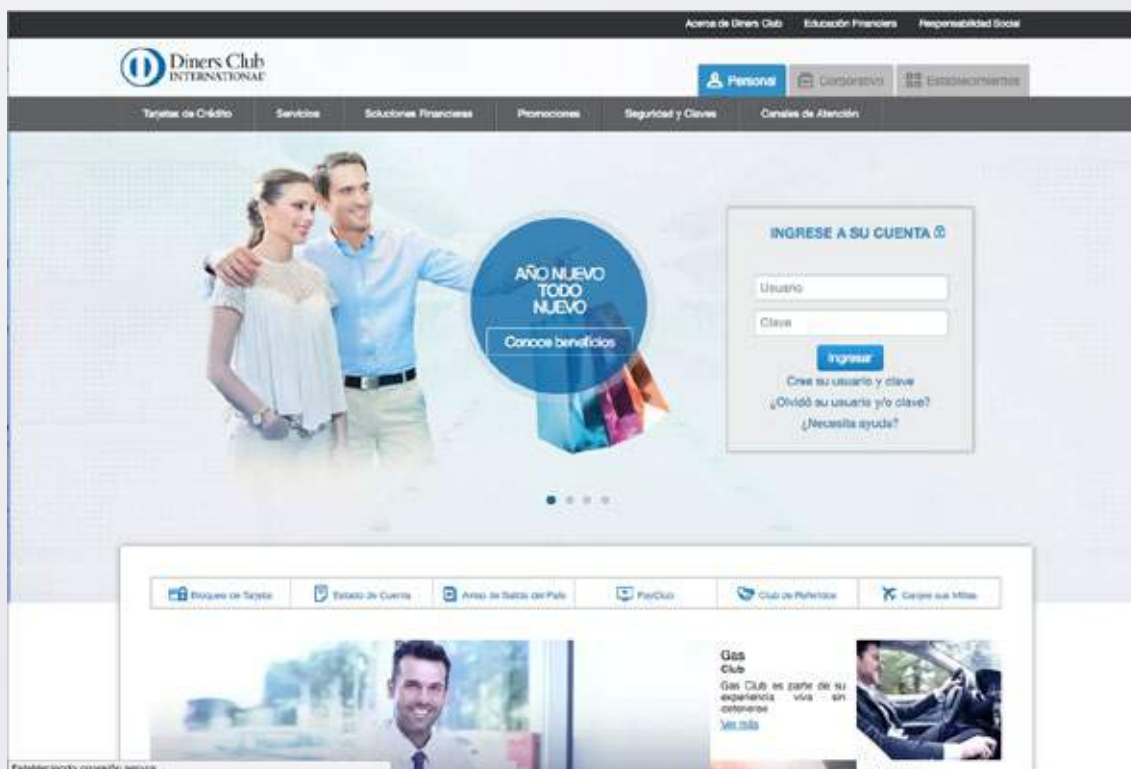 Acerca de Diners Club
Educación Financiera
Responsabilidad Social
Diners Club
INTERNATIONAL
Personal
Corporativo
Establecimientos
Tarjetas de Crédito
Servicios
Soluciones Financieras
Promociones
Seguridad y Claves
Canales de Atención
AÑO NUEVO
TODO
NUEVO
Conoce beneficios
INGRESE A SU CUENTA
Usuario
Clave
Ingresar
Cree su usuario y clave
¿Olvidó su usuario y/o clave?
¿Necesita ayuda?
Bloqueo de Tarjeta
Estado de Cuenta
Aviso de Salida del País
PayClub
Club de Referidos
Canjee sus Millas
Gas
Club
Gas Club es parte de su
experiencia viva sin
detenerse
Ver más
Estableciendo conexión segura...